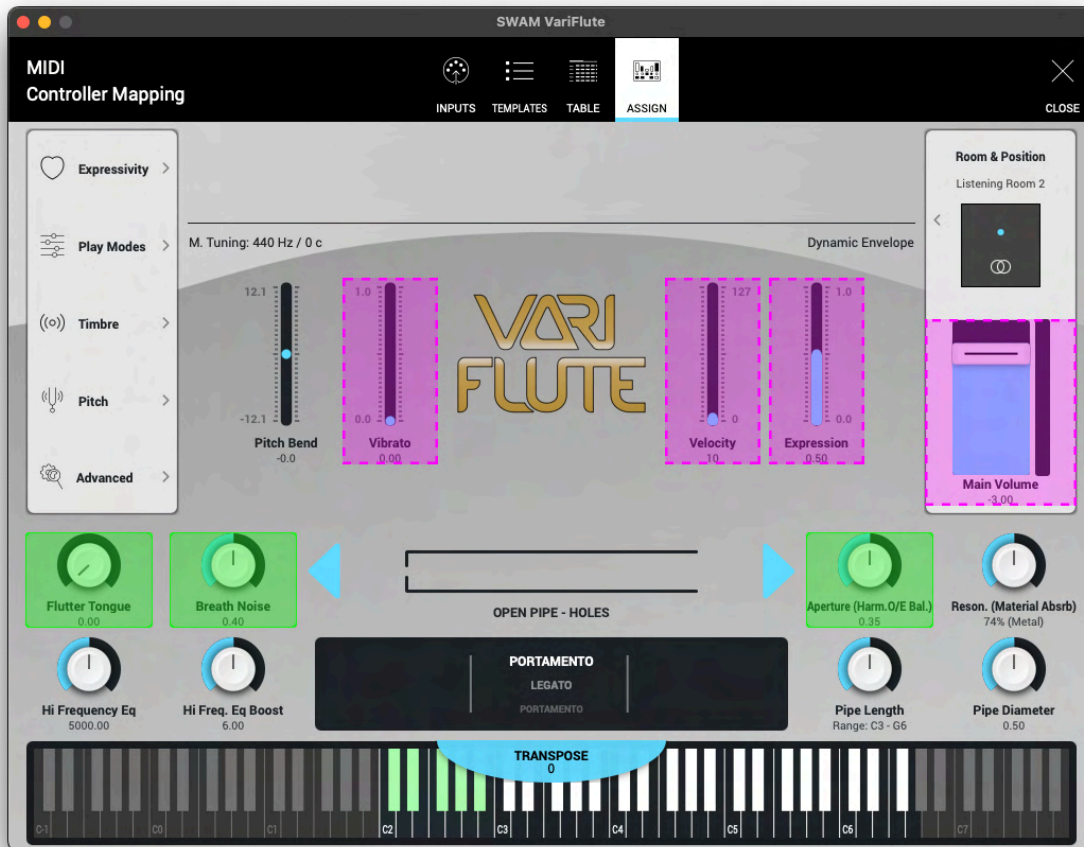 SWAM VariFlute
MIDI
Controller Mapping
INPUTS
TEMPLATES
TABLE
ASSIGN
CLOSE
Expressivity
Play Modes
Timbre
Pitch
Advanced
M. Tuning: 440 Hz / 0 c
Dynamic Envelope
Room & Position
Listening Room 2
12.1
-12.1
Pitch Bend
-0.0
1.0
0.0
Vibrato
0.00
VARI
FLUTE
127
0
Velocity
10
1.0
0.0
Expression
0.50
Main Volume
-3.00
Flutter Tongue
0.00
Breath Noise
0.40
OPEN PIPE - HOLES
Aperture (Harm.O/E Bal.)
0.35
Reson. (Material Absrb)
74% (Metal)
Hi Frequency Eq
5000.00
Hi Freq. Eq Boost
6.00
PORTAMENTO
LEGATO
PORTAMENTO
Pipe Length
Range: C3 - G6
Pipe Diameter
0.50
TRANSPOSE
0
C-1
C0
C1
C2
C3
C4
C5
C6
C7